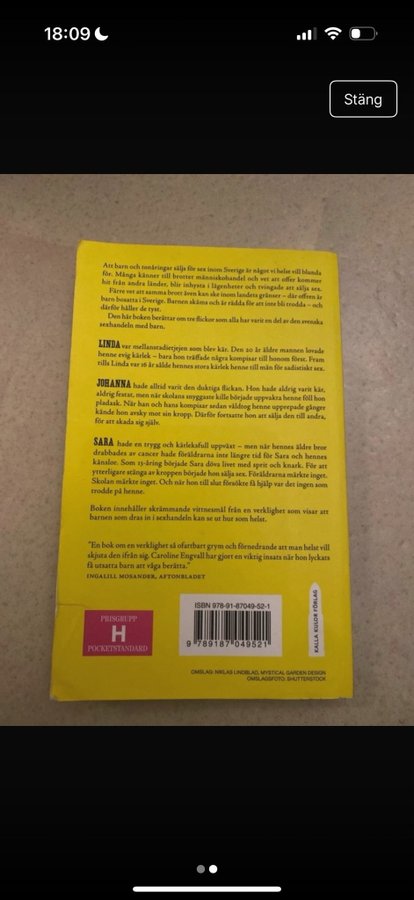 18:09
Stäng
Att barn och tonåringar säljs för sex inom Sverige är något vi helst vill blunda
för. Många känner till brottet människohandel och vet att offer kommer
hit från andra länder, blir inhysta i lägenheter och tvingade att sälja sex.
Färre vet att samma brott även kan ske inom landets gränser – där offren är
barn bosatta i Sverige. Barnen skäms och är rädda för att inte bli trodda – och
därför håller de tyst.
Den här boken berättar om tre flickor som alla har varit en del av den svenska
sexhandeln med barn.
LINDA var mellanstadietjejen som blev kär. Den 20 år äldre mannen lovade
henne evig kärlek – bara hon träffade några kompisar till honom först. Fram
tills Linda var 16 år sålde hennes stora kärlek henne till män för sadistiskt sex.
JOHANNA hade alltid varit den duktiga flickan. Hon hade aldrig varit kär,
aldrig festat, men när skolans snyggaste kille började uppvakta henne föll hon
pladask. När han och hans kompisar sedan våldtog henne upprepade gånger
kände hon avsky mot sin kropp. Därför fortsatte hon att sälja den till andra,
för att skada sig själv.
SARA hade en trygg och kärleksfull uppväxt – men när hennes äldre bror
drabbades av cancer hade föräldrarna inte längre tid för Sara och hennes
känslor. Som 15-åring började Sara döva livet med sprit och knark. För att
ytterligare stänga av kroppen började hon sälja sex. Föräldrarna märkte inget.
Skolan märkte inget. Och när hon till slut försökte få hjälp var det ingen som
trodde på henne.
Boken innehåller skrämmande vittnesmål från en verklighet som visar att
barnen som dras in i sexhandeln kan se ut hur som helst.
"En bok om en verklighet så ofattbart grym och förnedrande att man helst vill
skjuta den ifrån sig. Caroline Engvall har gjort en viktig insats när hon lyckats
få utsatta barn att våga berätta."
INGALILL MOSANDER, AFTONBLADET
PRISGRUPP
H
POCKETSTANDARD
ISBN 978-91-87049-52-1
9 789187 049521
KALLA KULOR FÖRLAG
OMSLAG: NIKLAS LINDBLAD, MYSTICAL GARDEN DESIGN
OMSLAGSFOTO: SHUTTERSTOCK